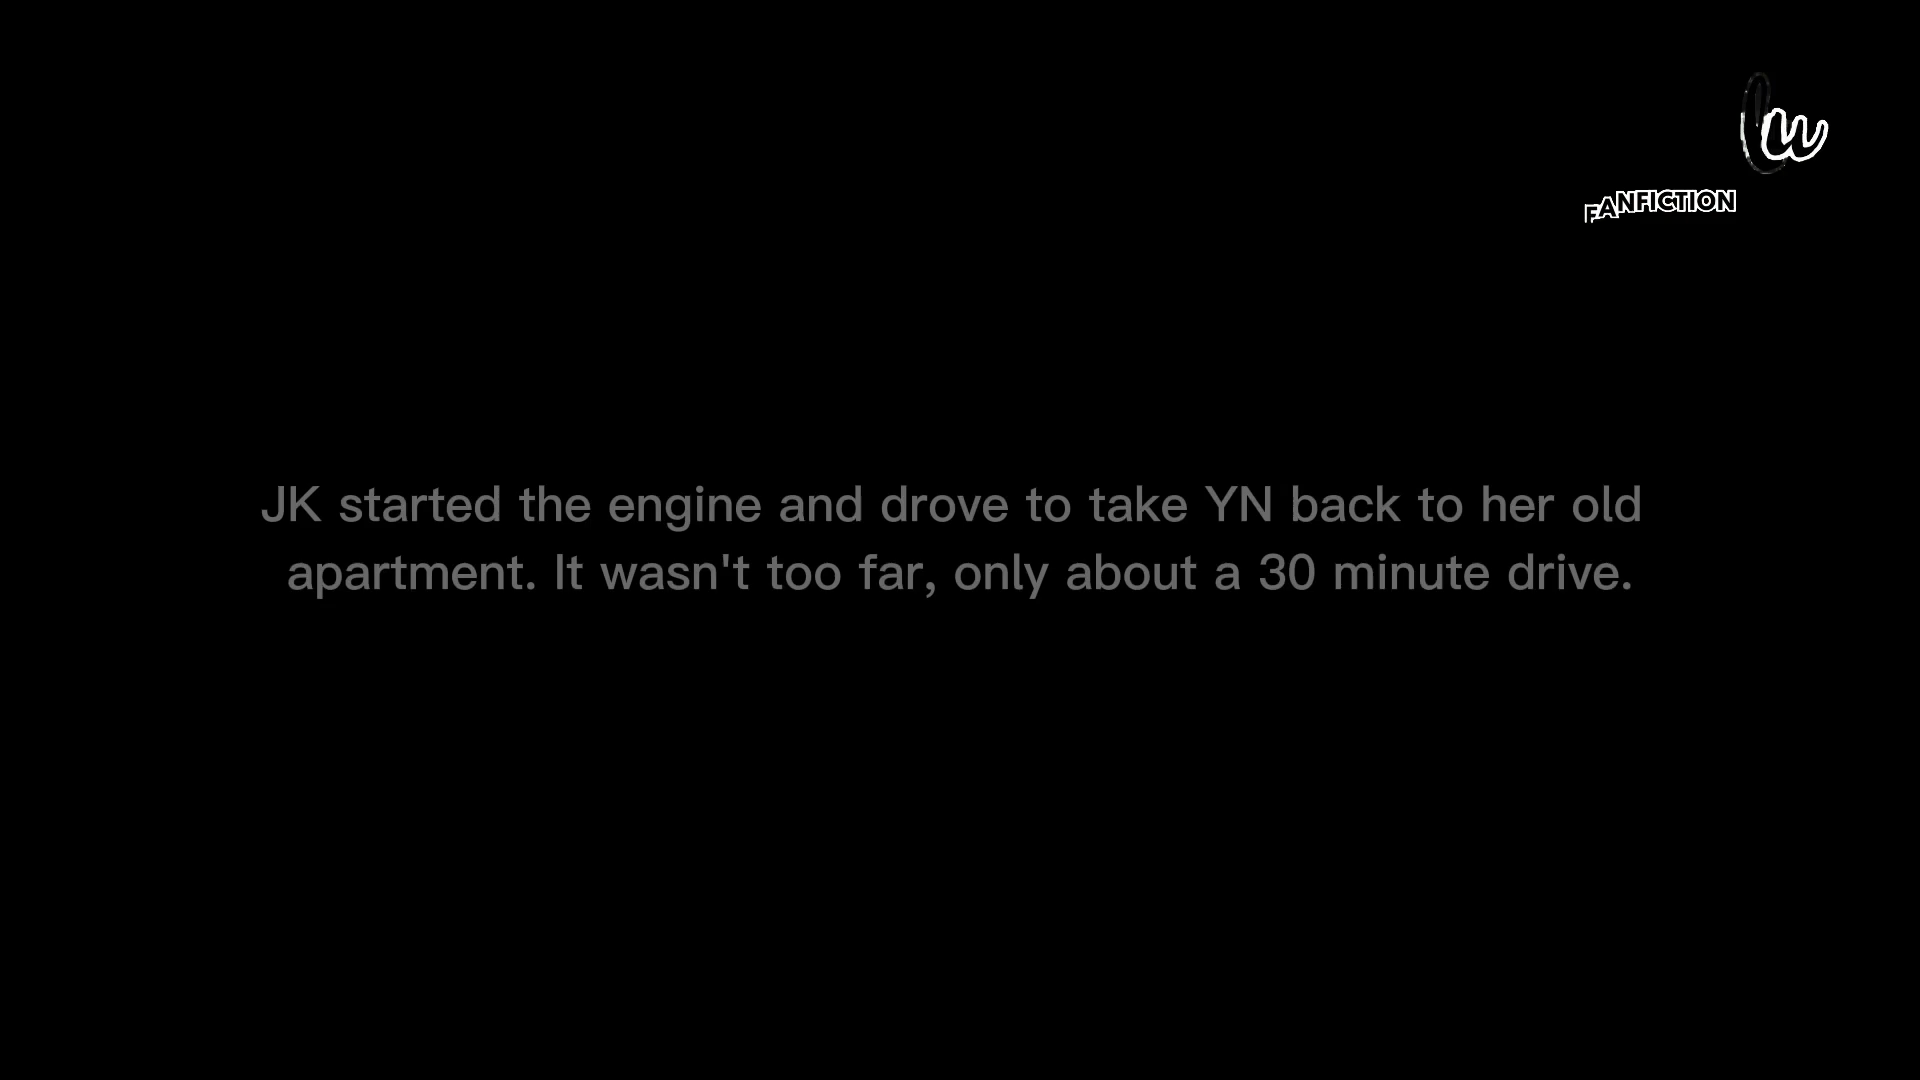 FANFICTION
JK started the engine and drove to take YN back to her old
apartment. It wasn't too far, only about a 30 minute drive.